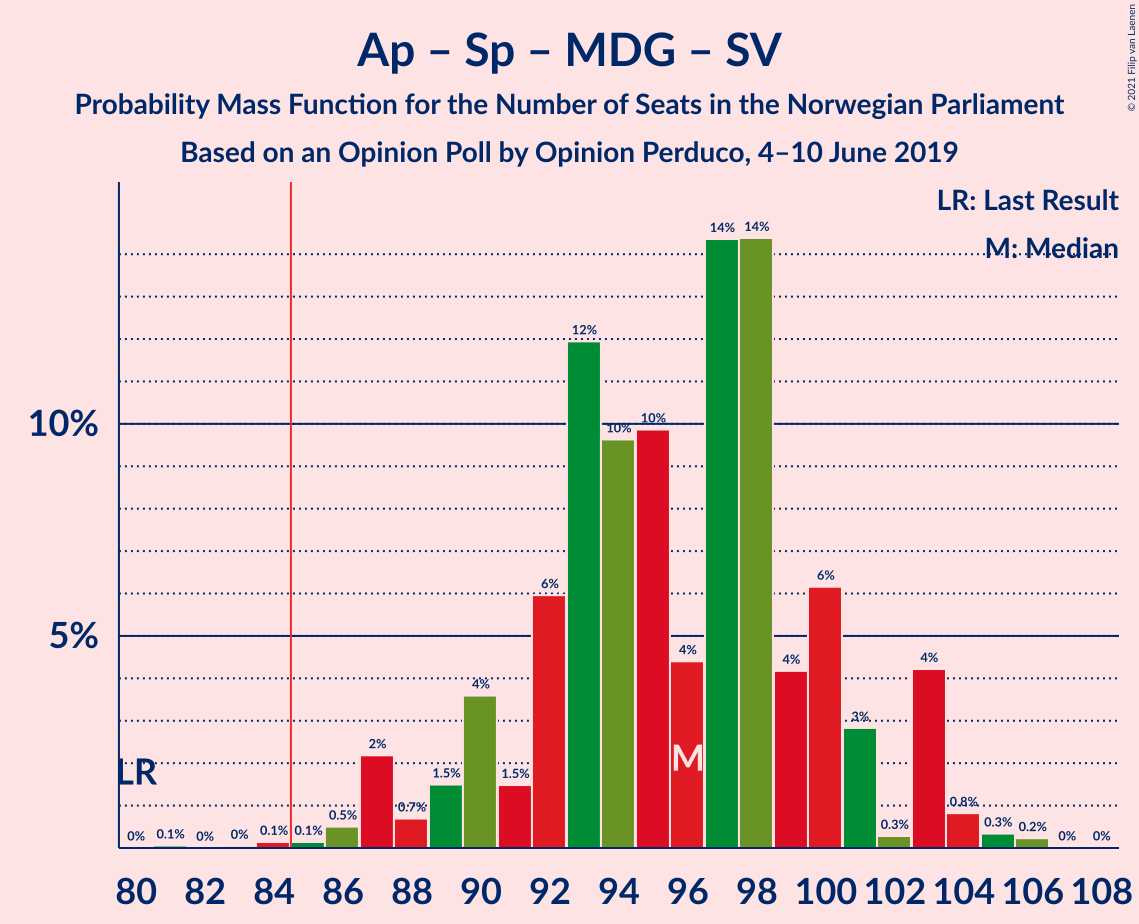 Ap – Sp – MDG – SV
Probability Mass Function for the Number of Seats in the Norwegian Parliament
Based on an Opinion Poll by Opinion Perduco, 4–10 June 2019
© 2021 Filip van Laenen
LR: Last Result
M: Median
10%
5%
LR
M
0% 0.1% 0% 0% 0.1% 0.1% 0.5% 2% 0.7% 1.5% 4% 1.5% 6% 12% 10% 10% 4% 14% 14% 4% 6% 3% 0.3% 4% 0.8% 0.3% 0.2% 0% 0%
80 82 84 86 88 90 92 94 96 98 100 102 104 106 108